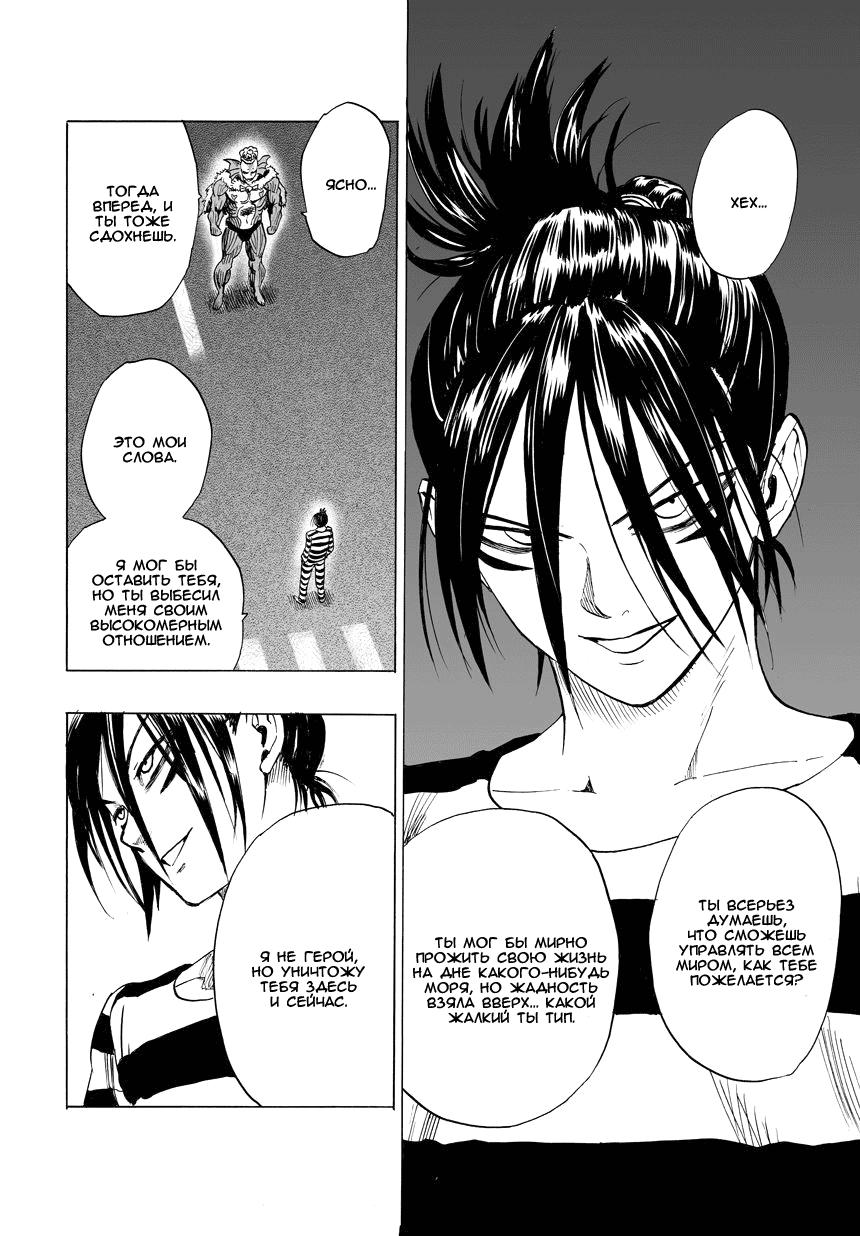 ХЕХ...
ТЫ ВСЕРЬЕЗ
ДУМАЕШЬ,
ЧТО СМОЖЕШЬ
УПРАВЛЯТЬ ВСЕМ
МИРОМ, КАК ТЕБЕ
ПОЖЕЛАЕТСЯ?
ТЫ МОГ БЫ МИРНО
ПРОЖИТЬ СВОЮ ЖИЗНЬ
НА ДНЕ КАКОГО-НИБУДЬ
МОРЯ, НО ЖАДНОСТЬ
ВЗЯЛА ВВЕРХ... КАКОЙ
ЖАЛКИЙ ТЫ ТИП.
ЯСНО...
ТОГДА
ВПЕРЕД, И
ТЫ ТОЖЕ
СДОХНЕШЬ.
ЭТО МОИ
СЛОВА.
Я МОГ БЫ
ОСТАВИТЬ ТЕБЯ,
НО ТЫ ВЫБЕСИЛ
МЕНЯ СВОИМ
ВЫСОКОМЕРНЫМ
ОТНОШЕНИЕМ.
Я НЕ ГЕРОЙ,
НО УНИЧТОЖУ
ТЕБЯ ЗДЕСЬ
И СЕЙЧАС.